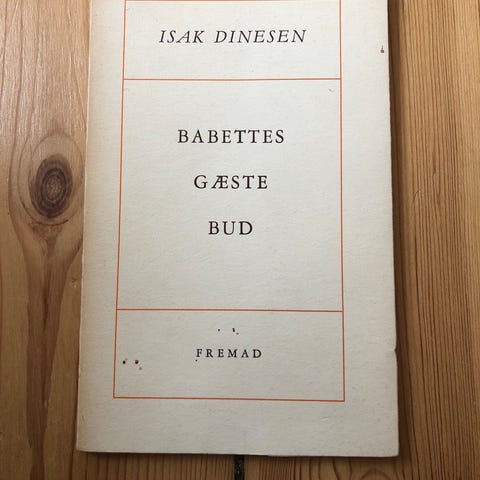 ISAK DINESEN
BABETTES
GÆSTE
BUD
FREMAD